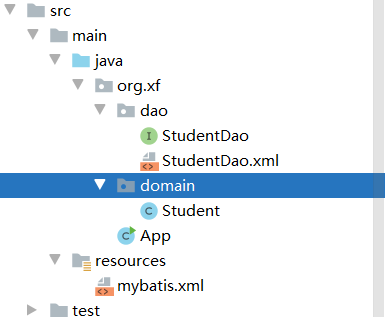 src
main
java
org.xf
dao
StudentDao
StudentDao.xml
domain
Student
App
resources
mybatis.xml
test